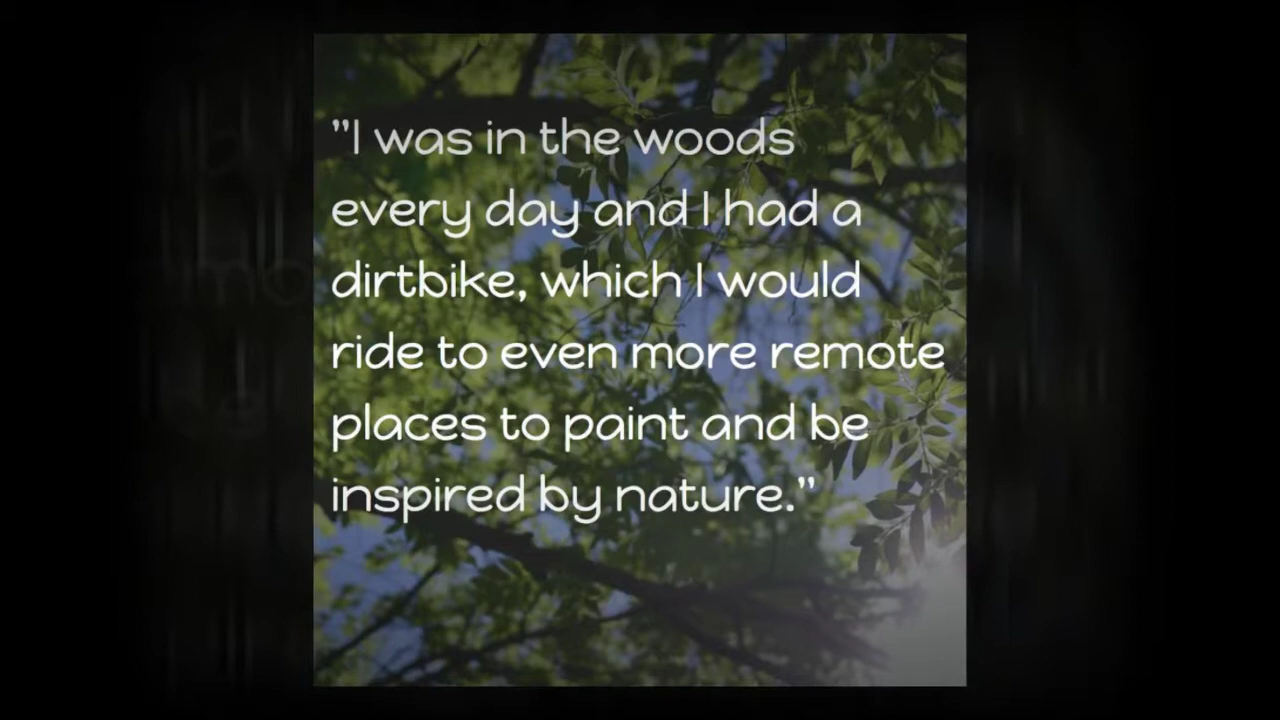 "I was in the woods
every day and I had a
dirtbike, which I would
ride to even more remote
places to paint and be
inspired by nature."